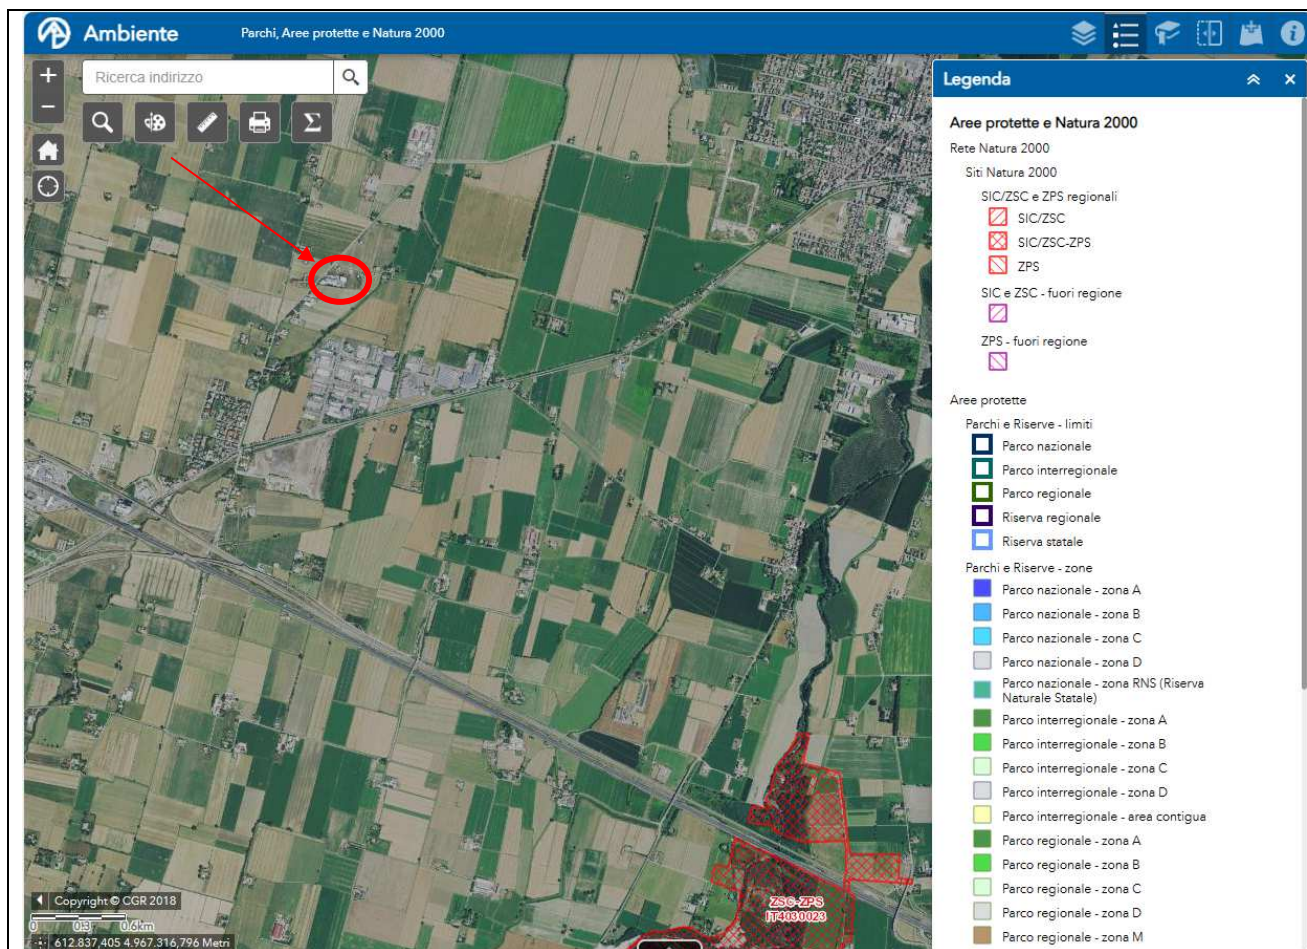 Ambiente
Parchi, Aree protette e Natura 2000
Ricerca indirizzo
Legenda
Aree protette e Natura 2000
Rete Natura 2000
Siti Natura 2000
SIC/ZSC e ZPS regionali
SIC/ZSC
SIC/ZSC-ZPS
ZPS
SIC e ZSC - fuori regione
ZPS - fuori regione
Aree protette
Parchi e Riserve - limiti
Parco nazionale
Parco interregionale
Parco regionale
Riserva regionale
Riserva statale
Parchi e Riserve - zone
Parco nazionale - zona A
Parco nazionale - zona B
Parco nazionale - zona C
Parco nazionale - zona D
Parco nazionale - zona RNS (Riserva
Naturale Statale)
Parco interregionale - zona A
Parco interregionale - zona B
Parco interregionale - zona C
Parco interregionale - zona D
Parco interregionale - area contigua
Parco regionale - zona A
Parco regionale - zona B
Parco regionale - zona C
Parco regionale - zona D
Parco regionale - zona M
ZSC-ZPS
IT4030023
Copyright © CGR 2018
0 0.3 0.6km
612.837,405 4.967.316,796 Metri